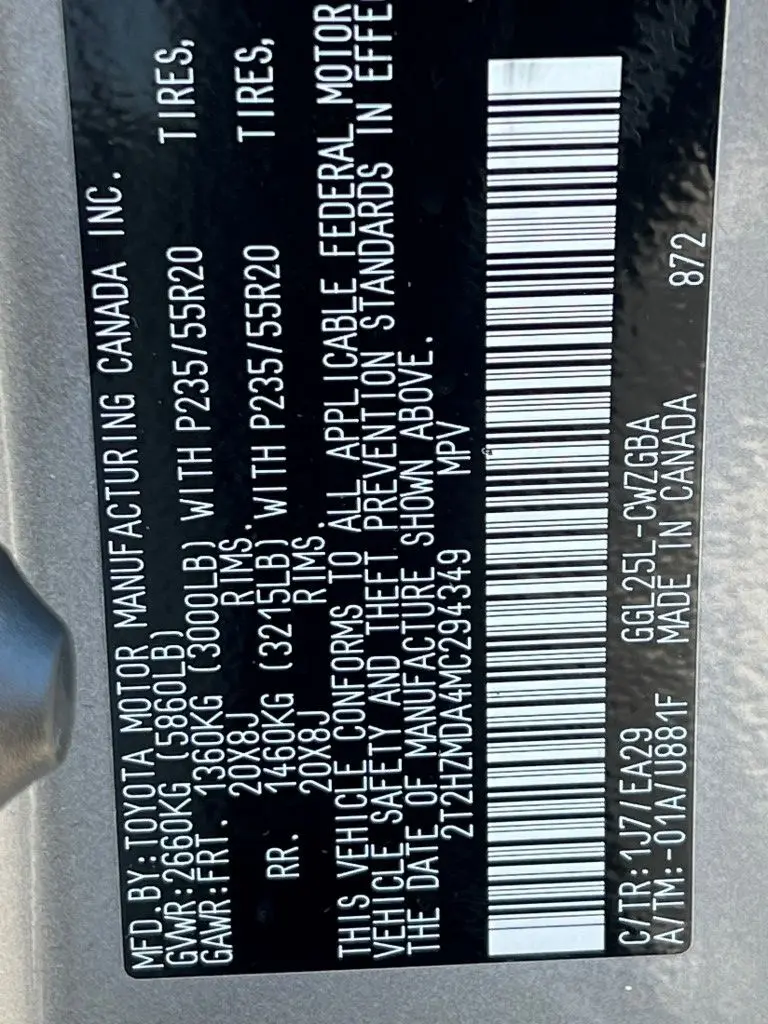 MFD.BY:TOYOTA MOTOR MANUFACTURING CANADA INC.
GVWR:2660KG (5860LB)
GAWR:FRT. 1360KG (3000LB) WITH P235/55R20 TIRES,
20X8J RIMS.
RR. 1460KG (3215LB) WITH P235/55R20 TIRES,
20X8J RIMS.
THIS VEHICLE CONFORMS TO ALL APPLICABLE FEDERAL MOTOR
VEHICLE SAFETY AND THEFT PREVENTION STANDARDS IN EFFE
THE DATE OF MANUFACTURE SHOWN ABOVE.
2T2HZMDA4MC294349 MPV
C/TR:1J7/EA29 GGL25L-CWZGBA
A/TM:-01A/U881F MADE IN CANADA 872